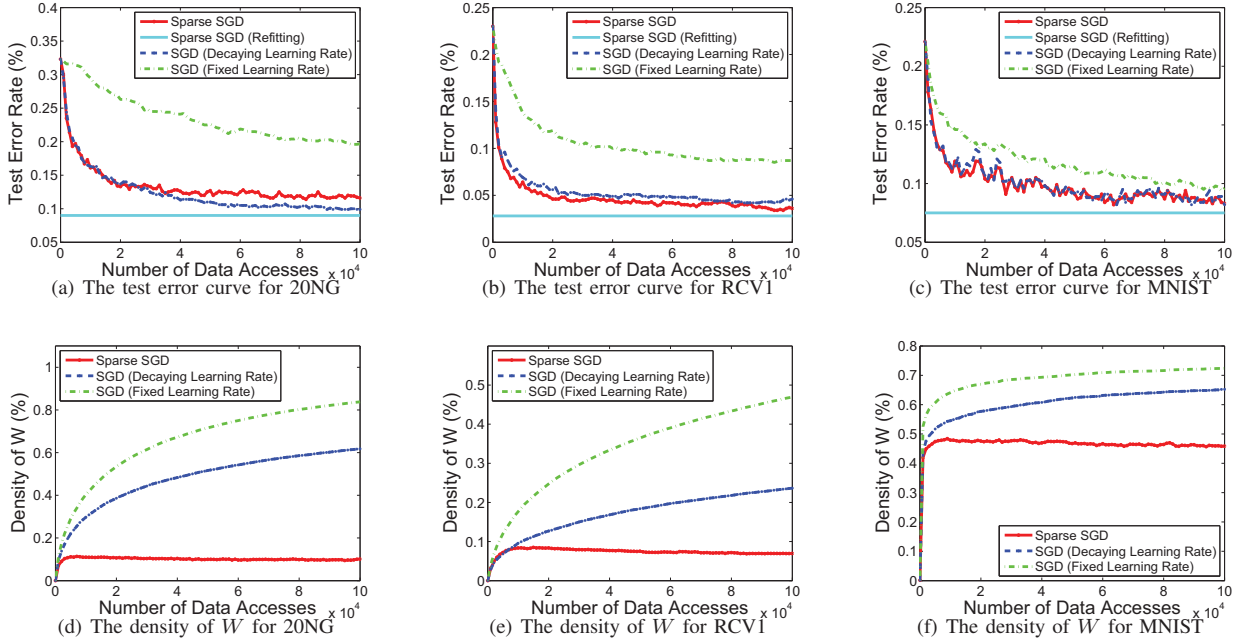 Test Error Rate (%)
0.4
0.35
0.3
0.25
0.2
0.15
0.1
0.05
0
2
4
6
8
10
Sparse SGD
Sparse SGD (Refitting)
SGD (Decaying Learning Rate)
SGD (Fixed Learning Rate)
Number of Data Accesses x 10^4
(a) The test error curve for 20NG
Test Error Rate (%)
0.25
0.2
0.15
0.1
0.05
0
0
2
4
6
8
10
Sparse SGD
Sparse SGD (Refitting)
SGD (Decaying Learning Rate)
SGD (Fixed Learning Rate)
Number of Data Accesses x 10^4
(b) The test error curve for RCV1
Test Error Rate (%)
0.25
0.2
0.15
0.1
0.05
0
2
4
6
8
10
Sparse SGD
Sparse SGD (Refitting)
SGD (Decaying Learning Rate)
SGD (Fixed Learning Rate)
Number of Data Accesses x 10^4
(c) The test error curve for MNIST
Density of W (%)
1
0.8
0.6
0.4
0.2
0
0
2
4
6
8
10
Sparse SGD
SGD (Decaying Learning Rate)
SGD (Fixed Learning Rate)
Number of Data Accesses x 10^4
(d) The density of W for 20NG
Density of W (%)
0.5
0.4
0.3
0.2
0.1
0
0
2
4
6
8
10
Sparse SGD
SGD (Decaying Learning Rate)
SGD (Fixed Learning Rate)
Number of Data Accesses x 10^4
(e) The density of W for RCV1
Density of W (%)
0.8
0.7
0.6
0.5
0.4
0.3
0.2
0.1
0
0
2
4
6
8
10
Sparse SGD
SGD (Decaying Learning Rate)
SGD (Fixed Learning Rate)
Number of Data Accesses x 10^4
(f) The density of W for MNIST